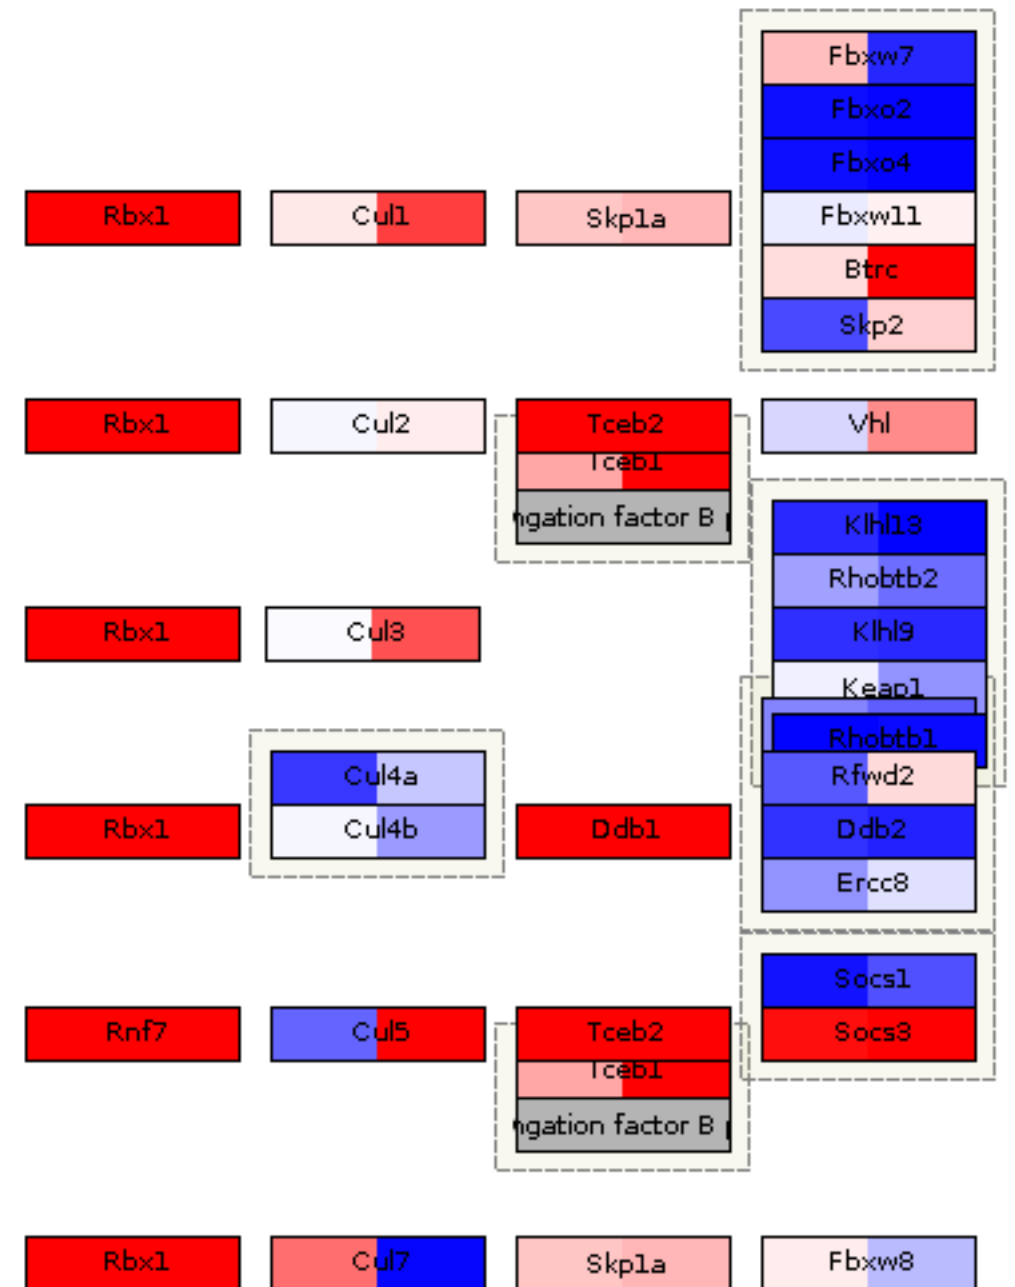 Fbxw7
Fbxo2
Fbxo4
Rbx1 Cul1 Skp1a Fbxw11
Btrc
Skp2
Rbx1 Cul2 Tceb2 Vhl
Tceb1
ngation factor B
Klhl13
Rhobtb2
Rbx1 Cul3 Klhl9
Keap1
Rhobtb1
Cul4a Rfwd2
Rbx1 Cul4b Ddb1 Ddb2
Ercc8
Socs1
Rnf7 Cul5 Tceb2 Socs3
Tceb1
ngation factor B
Rbx1 Cul7 Skp1a Fbxw8